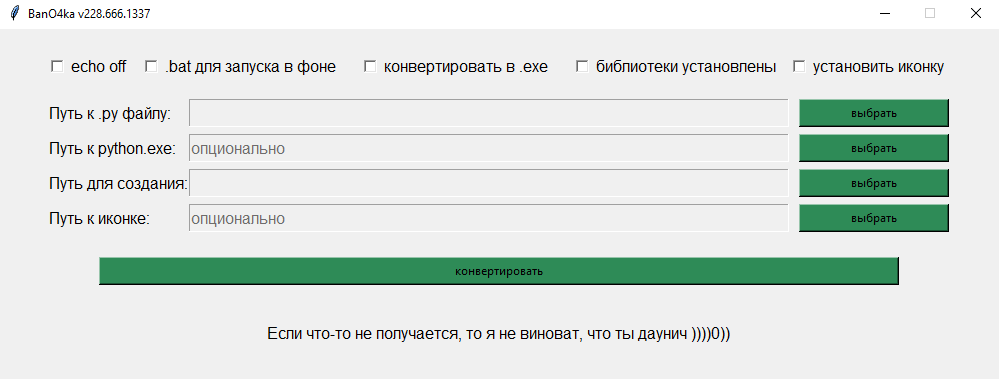 BanO4ka v228.666.1337
echo off .bat для запуска в фоне конвертировать в .exe библиотеки установлены установить иконку
Путь к .py файлу: выбрать
Путь к python.exe: опционально выбрать
Путь для создания: выбрать
Путь к иконке: опционально выбрать
конвертировать
Если что-то не получается, то я не виноват, что ты даунич ))))0))